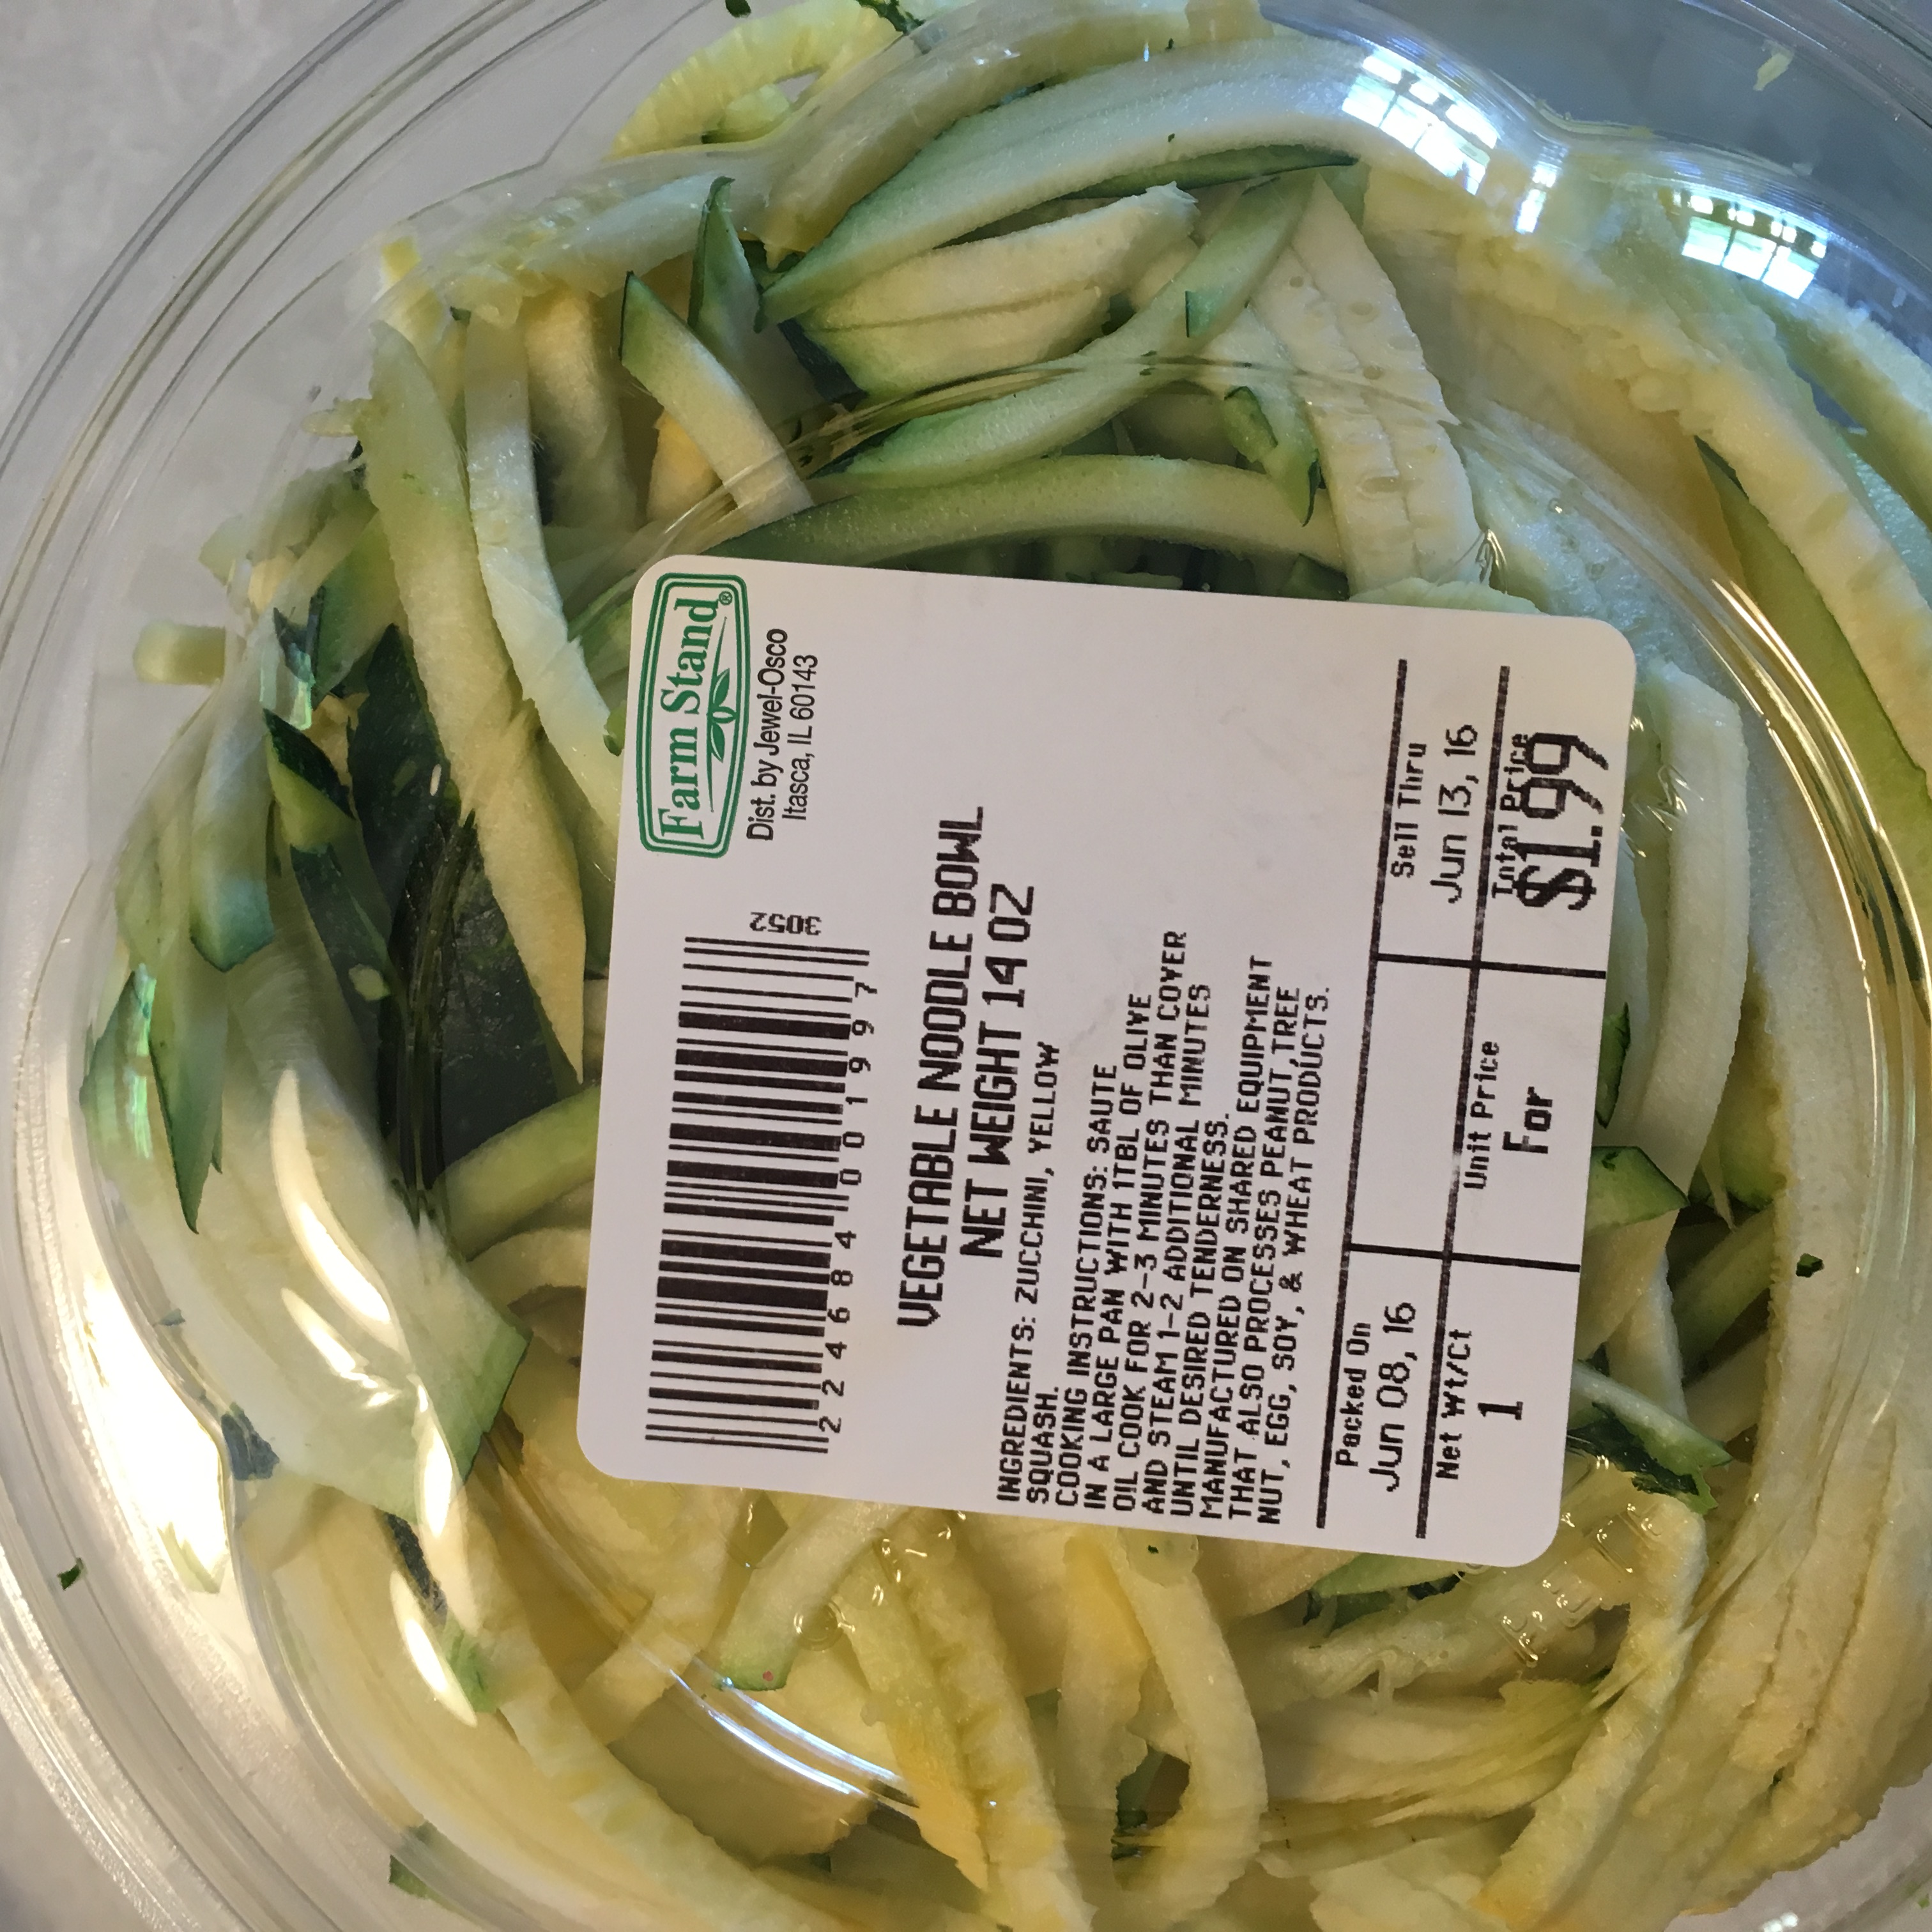 Farm Stand®
Dist. by Jewel-Osco
Itasca, IL 60143
3052
2 24684 00199 7
VEGETABLE NOODLE BOWL
NET WEIGHT 14 OZ
INGREDIENTS: ZUCCHINI, YELLOW
SQUASH.
COOKING INSTRUCTIONS: SAUTE
IN A LARGE PAN WITH 1TBL OF OLIVE
OIL COOK FOR 2-3 MINUTES THAN COVER
AND STEAM 1-2 ADDITIONAL MINUTES
UNTIL DESIRED TENDERNESS.
MANUFACTURED ON SHARED EQUIPMENT
THAT ALSO PROCESSES PEANUT,TREE
NUT, EGG, SOY, & WHEAT PRODUCTS.
Packed On
Jun 08, 16
Sell Thru
Jun 13, 16
Net Wt/Ct
1
Unit Price
For
Total Price
$1.99